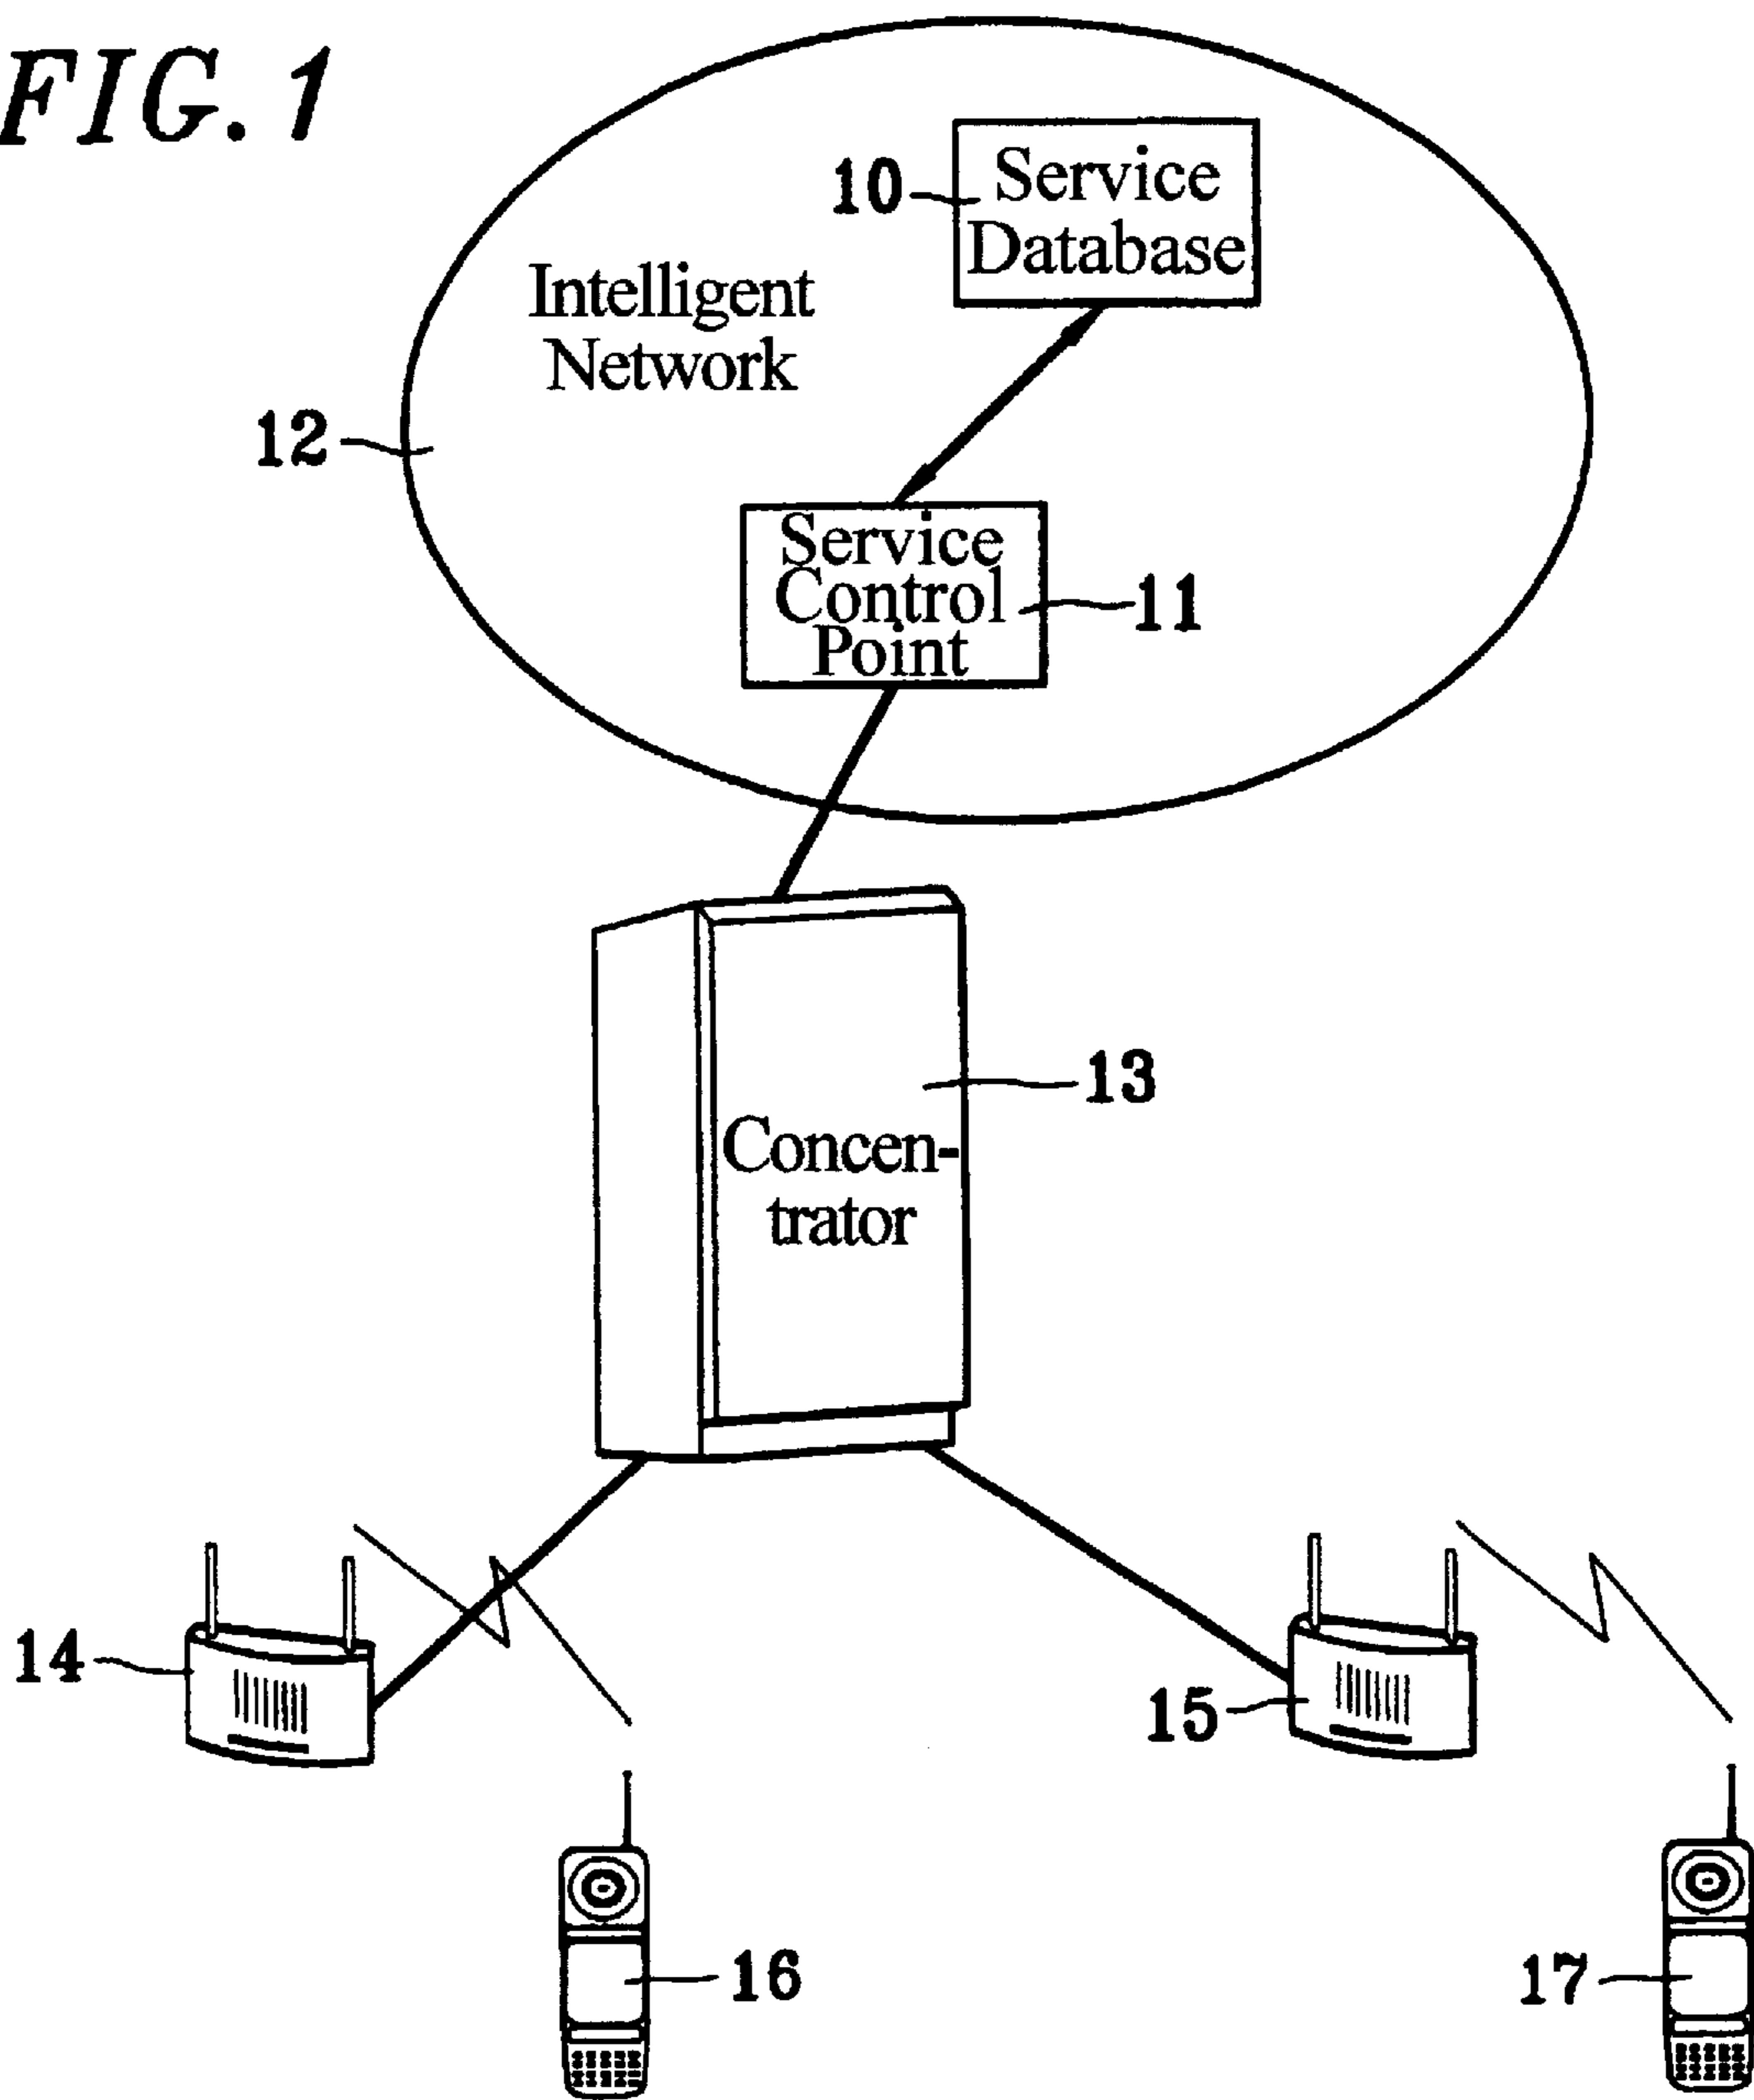 FIG. 1
10
Service
Database
Intelligent
Network
12
Service
Control
Point
11
13
Concen-
trator
14
15
16
17